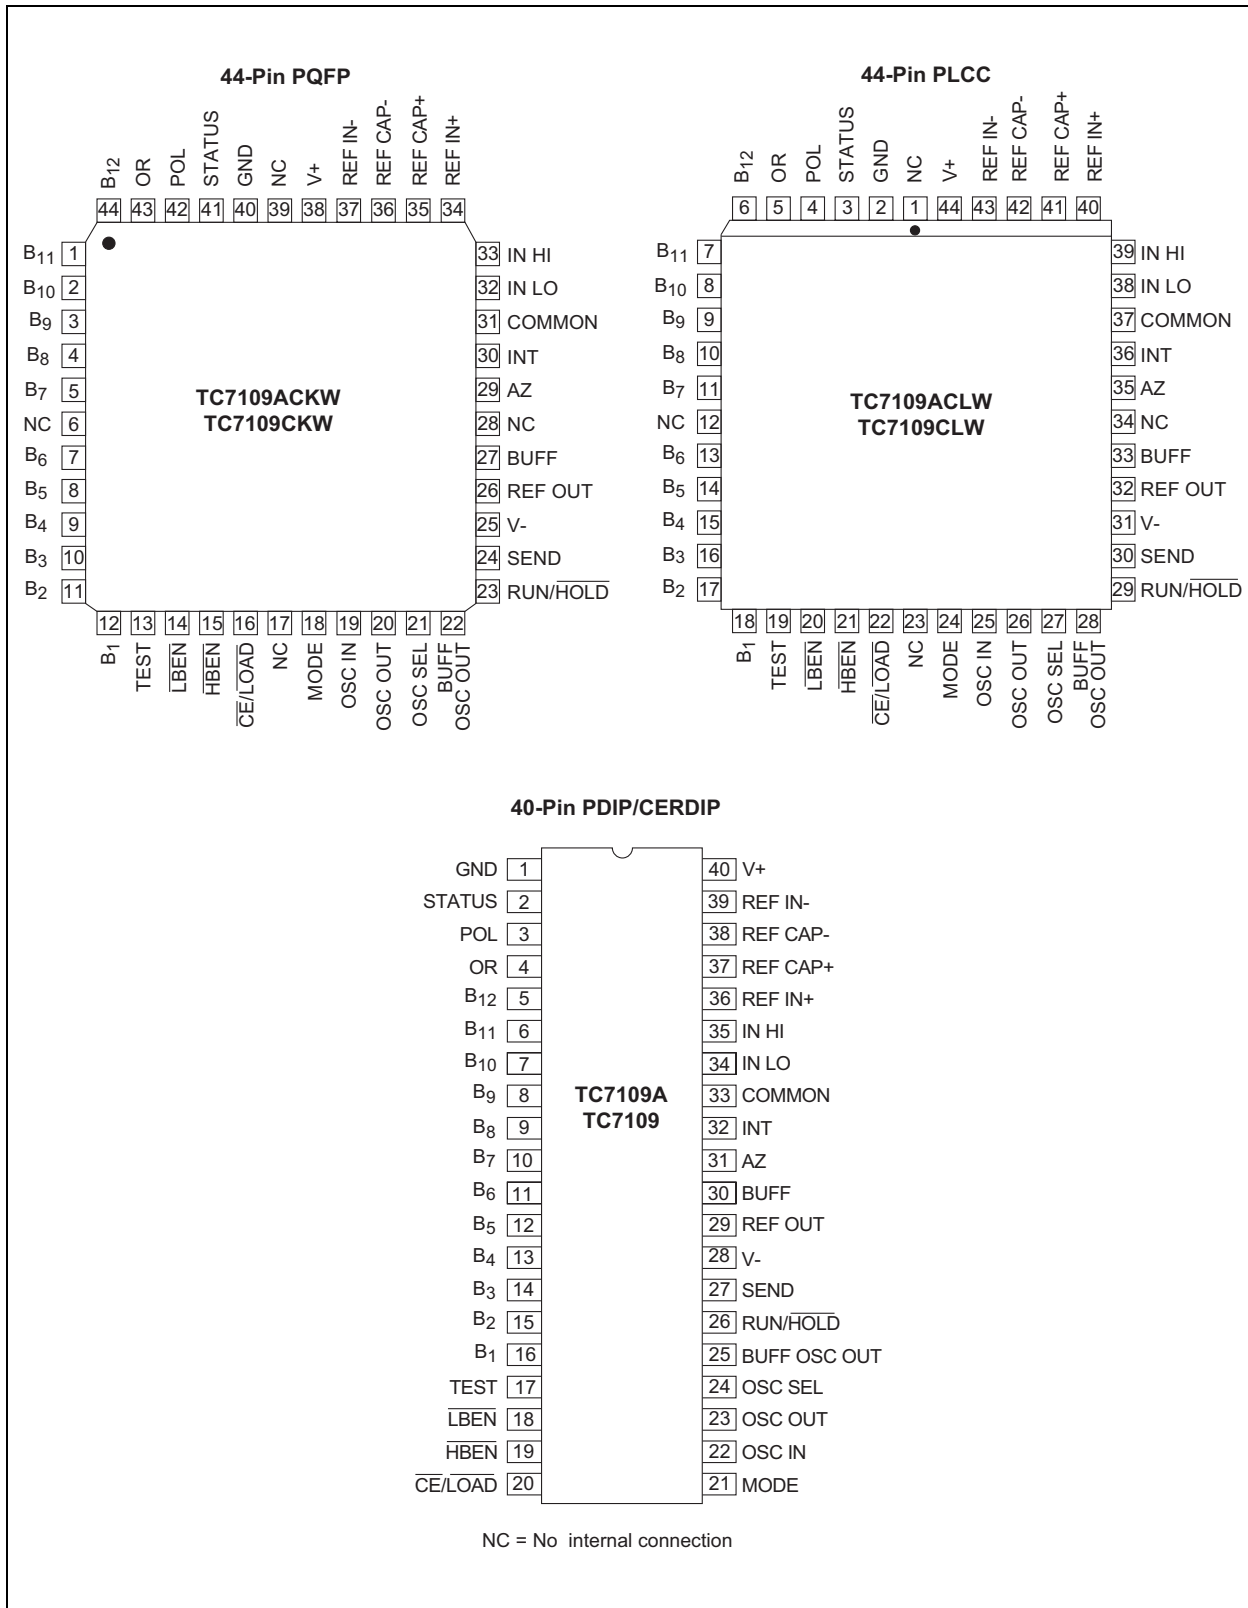 44-Pin PQFP
B12 OR POL STATUS GND NC V+ REF IN- REF CAP- REF CAP+ REF IN+
44 43 42 41 40 39 38 37 36 35 34
B11 1
B10 2
B9 3
B8 4
B7 5
NC 6
B6 7
B5 8
B4 9
B3 10
B2 11
TC7109ACKW
TC7109CKW
33 IN HI
32 IN LO
31 COMMON
30 INT
29 AZ
28 NC
27 BUFF
26 REF OUT
25 V-
24 SEND
23 RUN/HOLD
12 13 14 15 16 17 18 19 20 21 22
B1 TEST LBEN HBEN CE/LOAD NC MODE OSC IN OSC OUT OSC SEL BUFF OSC OUT
44-Pin PLCC
B12 OR POL STATUS GND NC V+ REF IN- REF CAP- REF CAP+ REF IN+
6 5 4 3 2 1 44 43 42 41 40
B11 7
B10 8
B9 9
B8 10
B7 11
NC 12
B6 13
B5 14
B4 15
B3 16
B2 17
TC7109ACLW
TC7109CLW
39 IN HI
38 IN LO
37 COMMON
36 INT
35 AZ
34 NC
33 BUFF
32 REF OUT
31 V-
30 SEND
29 RUN/HOLD
18 19 20 21 22 23 24 25 26 27 28
B1 TEST LBEN HBEN CE/LOAD NC MODE OSC IN OSC OUT OSC SEL BUFF OSC OUT
40-Pin PDIP/CERDIP
GND 1
STATUS 2
POL 3
OR 4
B12 5
B11 6
B10 7
B9 8
B8 9
B7 10
B6 11
B5 12
B4 13
B3 14
B2 15
B1 16
TEST 17
LBEN 18
HBEN 19
CE/LOAD 20
TC7109A
TC7109
40 V+
39 REF IN-
38 REF CAP-
37 REF CAP+
36 REF IN+
35 IN HI
34 IN LO
33 COMMON
32 INT
31 AZ
30 BUFF
29 REF OUT
28 V-
27 SEND
26 RUN/HOLD
25 BUFF OSC OUT
24 OSC SEL
23 OSC OUT
22 OSC IN
21 MODE
NC = No internal connection